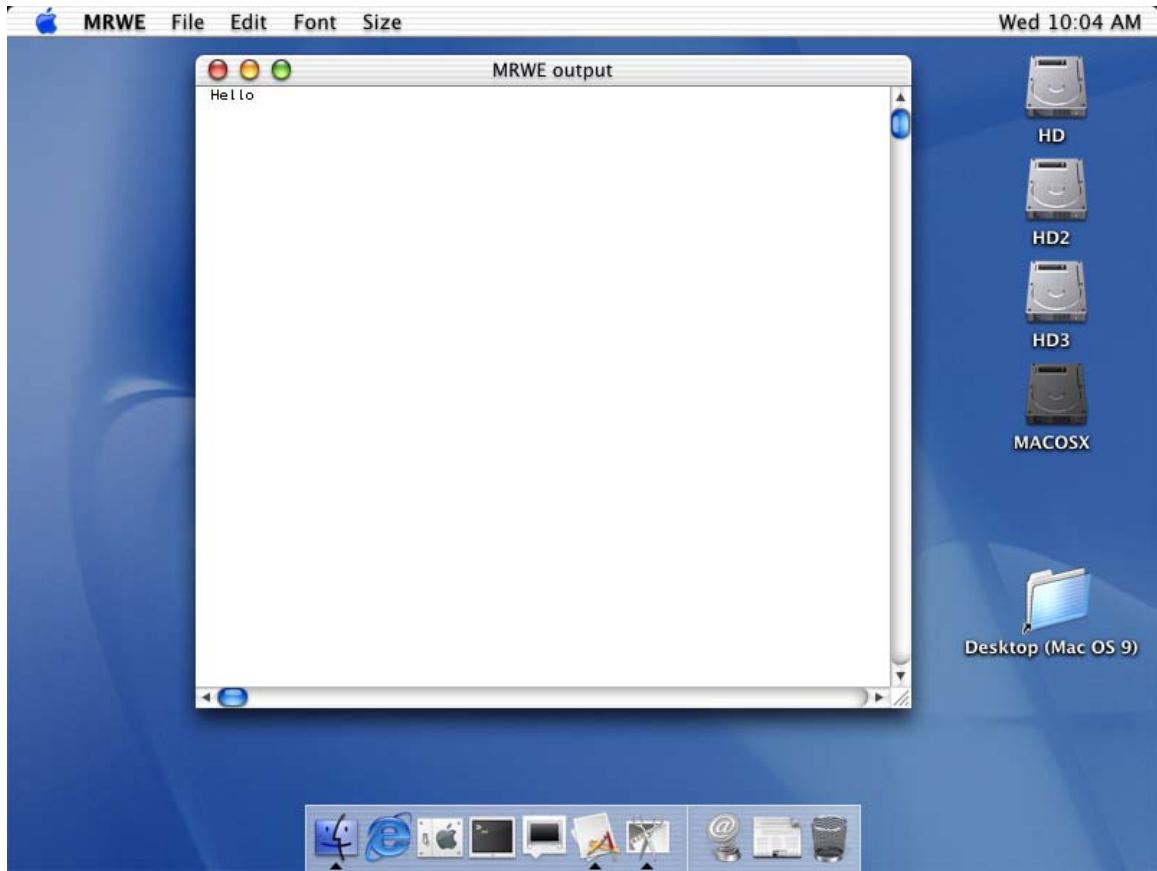 MRWE File Edit Font Size Wed 10:04 AM
MRWE output
Hello
HD
HD2
HD3
MACOSX
Desktop (Mac OS 9)